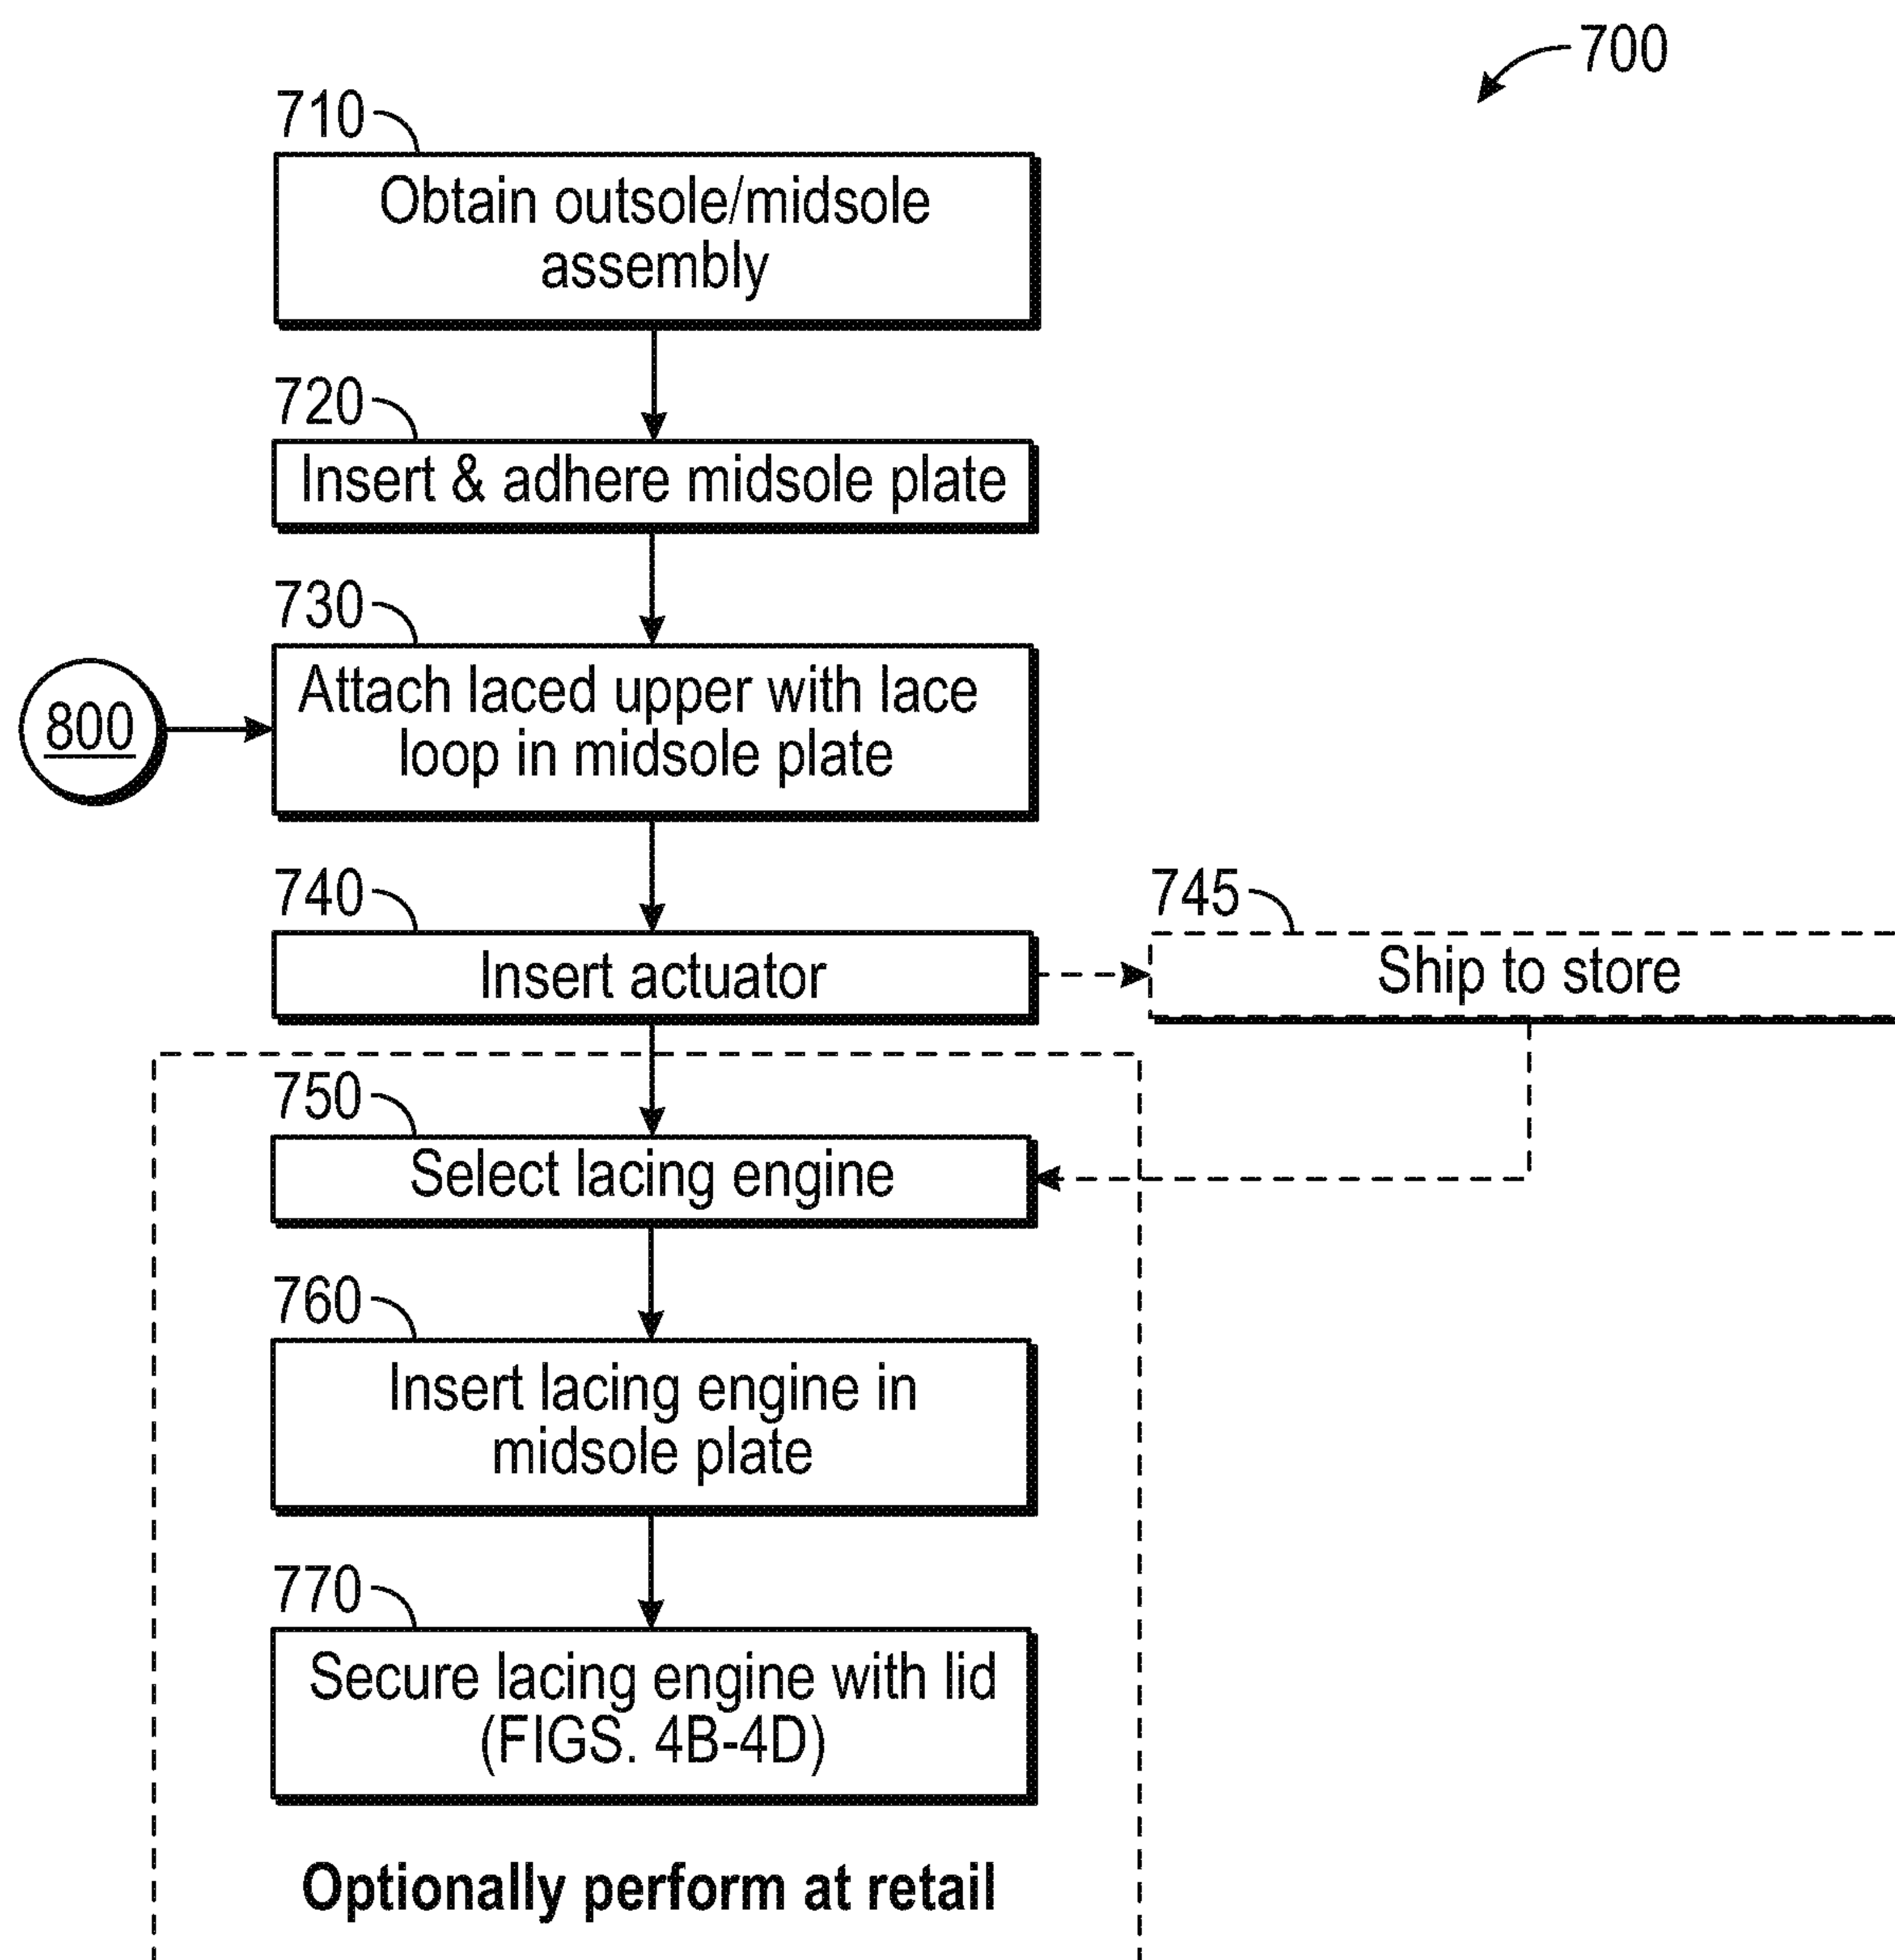 700
710
Obtain outsole/midsole
assembly
720
Insert & adhere midsole plate
730
Attach laced upper with lace
loop in midsole plate
800
740
Insert actuator
745
Ship to store
750
Select lacing engine
760
Insert lacing engine in
midsole plate
770
Secure lacing engine with lid
(FIGS. 4B-4D)
Optionally perform at retail